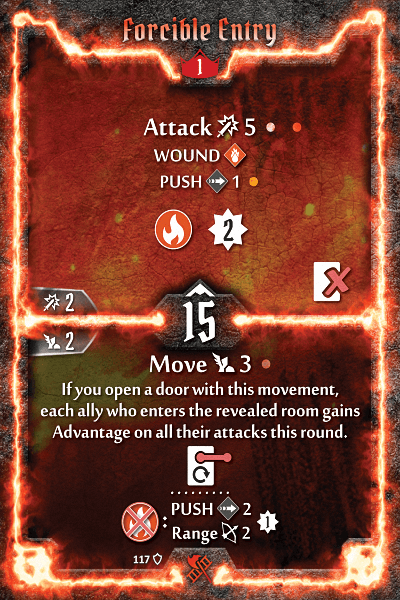 Forcible Entry
1
Attack 5
WOUND
PUSH 1
2
2
15
2
Move 3
If you open a door with this movement,
each ally who enters the revealed room gains
Advantage on all their attacks this round.
: PUSH 2
Range 2
1
117